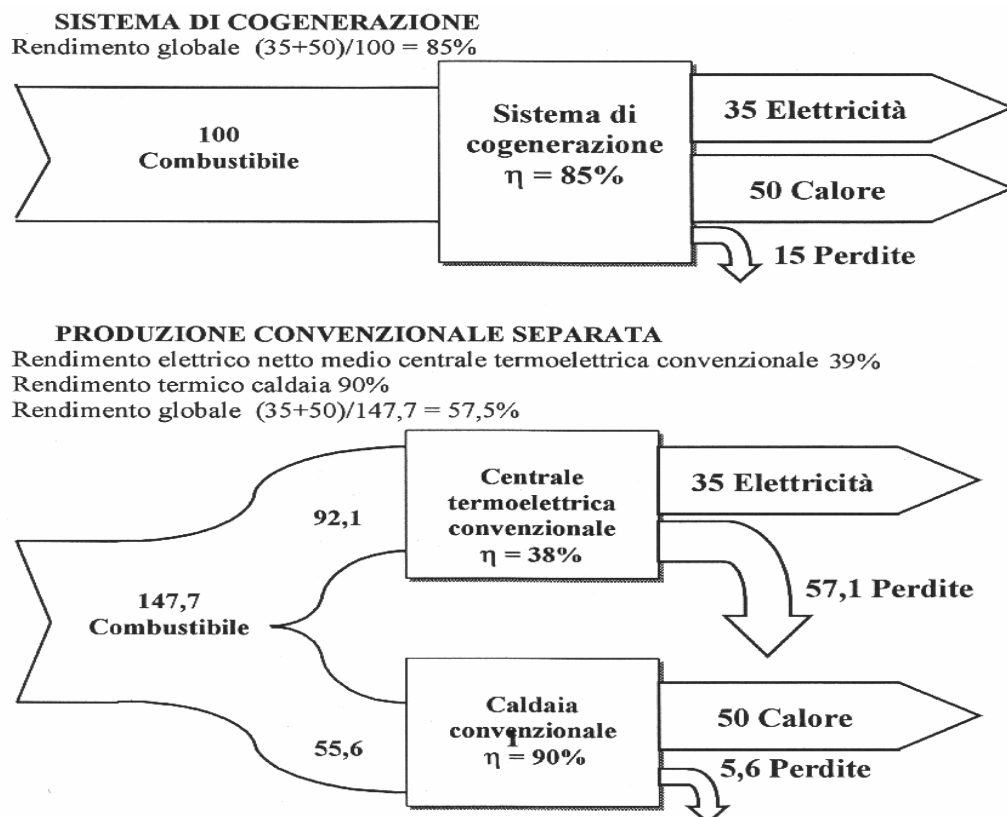 SISTEMA DI COGENERAZIONE
Rendimento globale (35+50)/100 = 85%
100
Combustibile
Sistema di
cogenerazione
η = 85%
35 Elettricità
50 Calore
15 Perdite
PRODUZIONE CONVENZIONALE SEPARATA
Rendimento elettrico netto medio centrale termoelettrica convenzionale 39%
Rendimento termico caldaia 90%
Rendimento globale (35+50)/147,7 = 57,5%
147,7
Combustibile
92,1
Centrale
termoelettrica
convenzionale
η = 38%
35 Elettricità
57,1 Perdite
55,6
Caldaia
convenzionale
1
η = 90%
50 Calore
5,6 Perdite